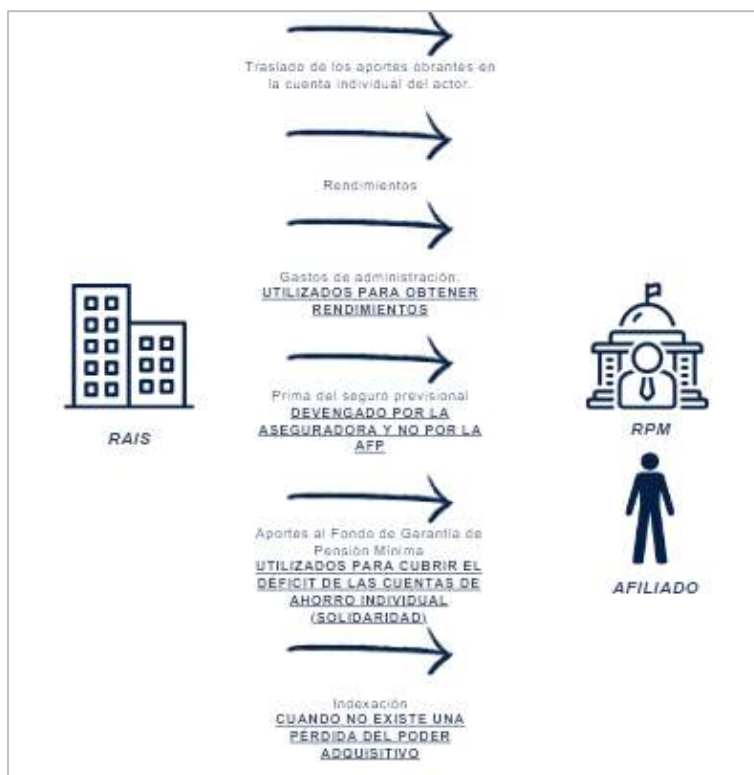 Traslado de los aportes obrantes en
la cuenta individual del actor.
Rendimientos
Gastos de administración.
UTILIZADOS PARA OBTENER
RENDIMIENTOS
Prima del seguro previsional
DEVENGADO POR LA
ASEGURADORA Y NO POR LA
AFP
RAIS
RPM
Aportes al Fondo de Garantía de
Pensión Mínima
UTILIZADOS PARA CUBRIR EL
DÉFICIT DE LAS CUENTAS DE
AHORRO INDIVIDUAL
(SOLIDARIDAD)
AFILIADO
Indexación
CUANDO NO EXISTE UNA
PÉRDIDA DEL PODER
ADQUISITIVO